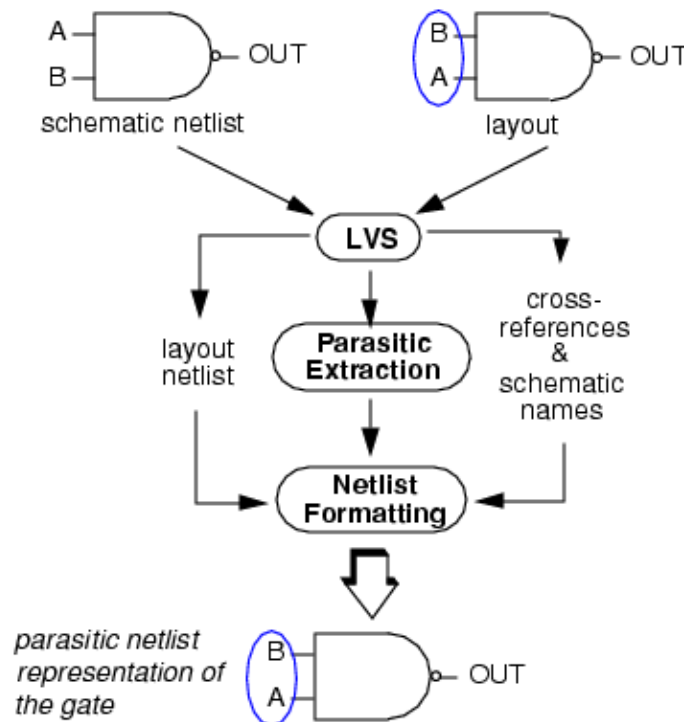 A
B
OUT
schematic netlist
B
A
OUT
layout
LVS
layout
netlist
Parasitic
Extraction
cross-
references
&
schematic
names
Netlist
Formatting
parasitic netlist
representation of
the gate
B
A
OUT